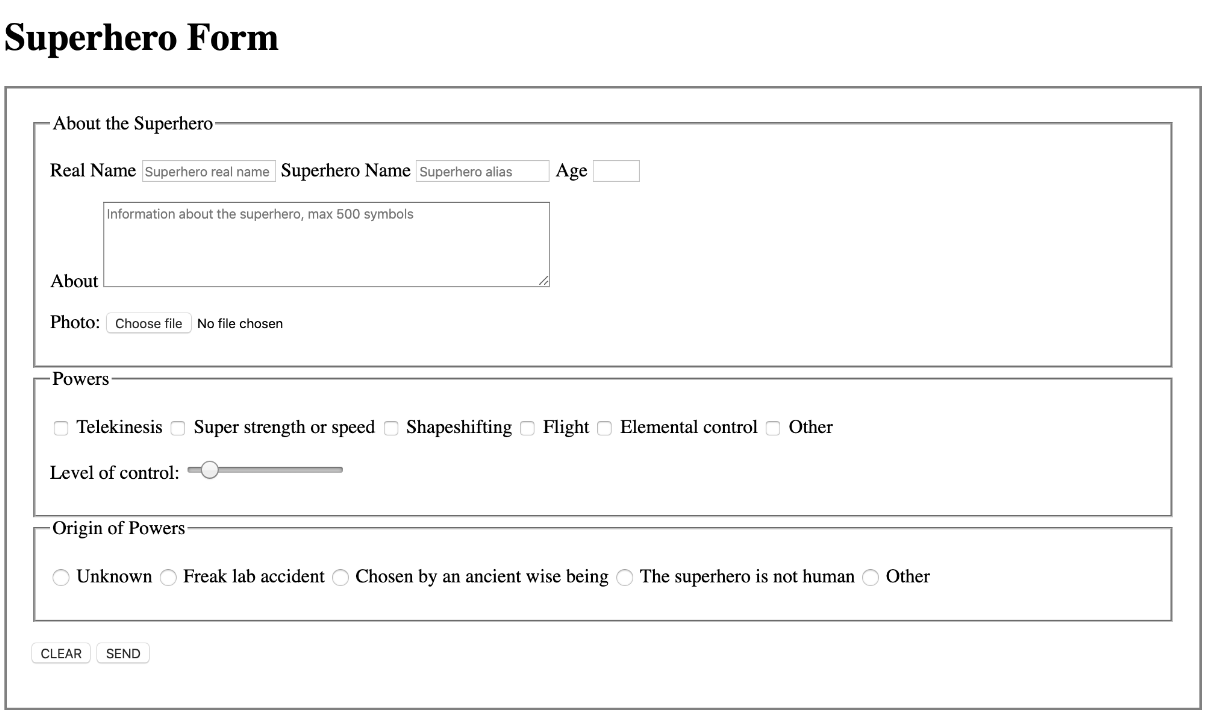 Superhero Form
About the Superhero
Real Name Superhero real name Superhero Name Superhero alias Age
Information about the superhero, max 500 symbols
About
Photo: Choose file No file chosen
Powers
Telekinesis Super strength or speed Shapeshifting Flight Elemental control Other
Level of control:
Origin of Powers
Unknown Freak lab accident Chosen by an ancient wise being The superhero is not human Other
CLEAR SEND